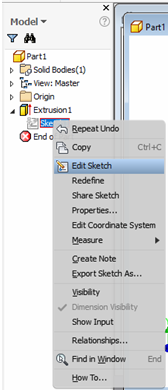 Model
Part1
Part1
Solid Bodies(1)
View: Master
Origin
Extrusion1
End o
Repeat Undo
Copy Ctrl+C
Edit Sketch
Redefine
Share Sketch
Properties...
Edit Coordinate System
Measure
Create Note
Export Sketch As...
Visibility
Dimension Visibility
Show Input
Relationships...
Find in Window End
How To...